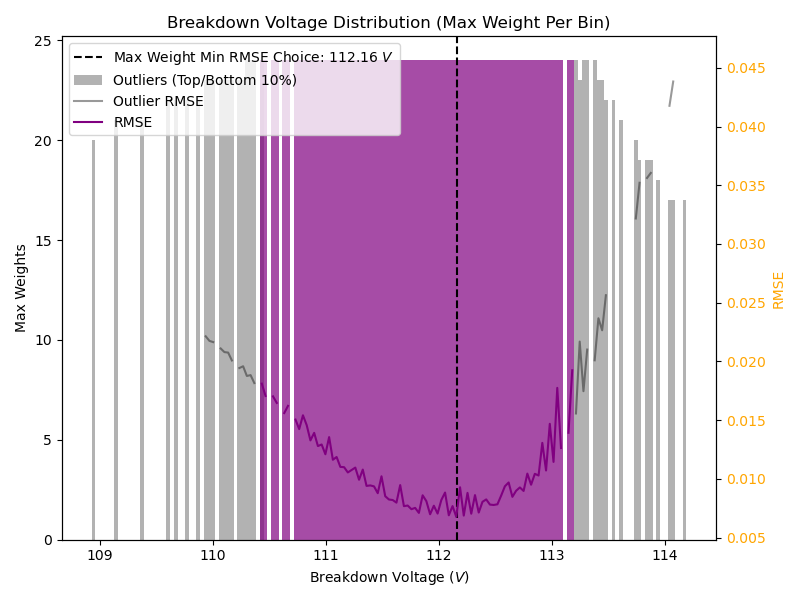 Breakdown Voltage Distribution (Max Weight Per Bin)
Max Weight Min RMSE Choice: 112.16 V
Outliers (Top/Bottom 10%)
Outlier RMSE
RMSE
25
20
15
10
5
0
Max Weights
109
110
111
112
113
114
Breakdown Voltage (V)
0.045
0.040
0.035
0.030
0.025
0.020
0.015
0.010
0.005
RMSE